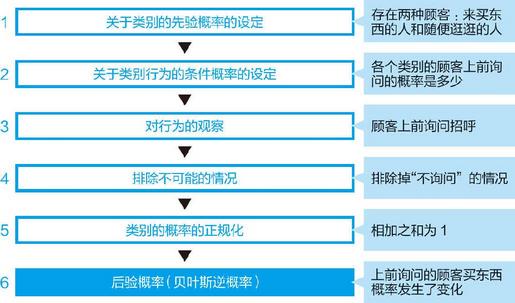 1
关于类别的先验概率的设定
存在两种顾客：来买东
西的人和随便逛逛的人
2
关于类别行为的条件概率的设定
各个类别的顾客上前询
问的概率是多少
3
对行为的观察
顾客上前询问招呼
4
排除不可能的情况
排除掉“不询问”的情况
5
类别的概率的正规化
相加之和为 1
6
后验概率（贝叶斯逆概率）
上前询问的顾客买东西
概率发生了变化